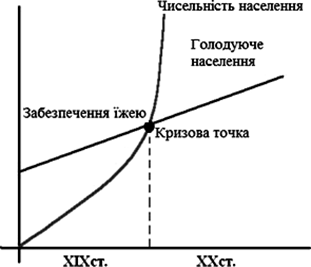 Чисельність населення
Голодуюче
населення
Забезпечення їжею
Кризова точка
XIXст.
XXст.